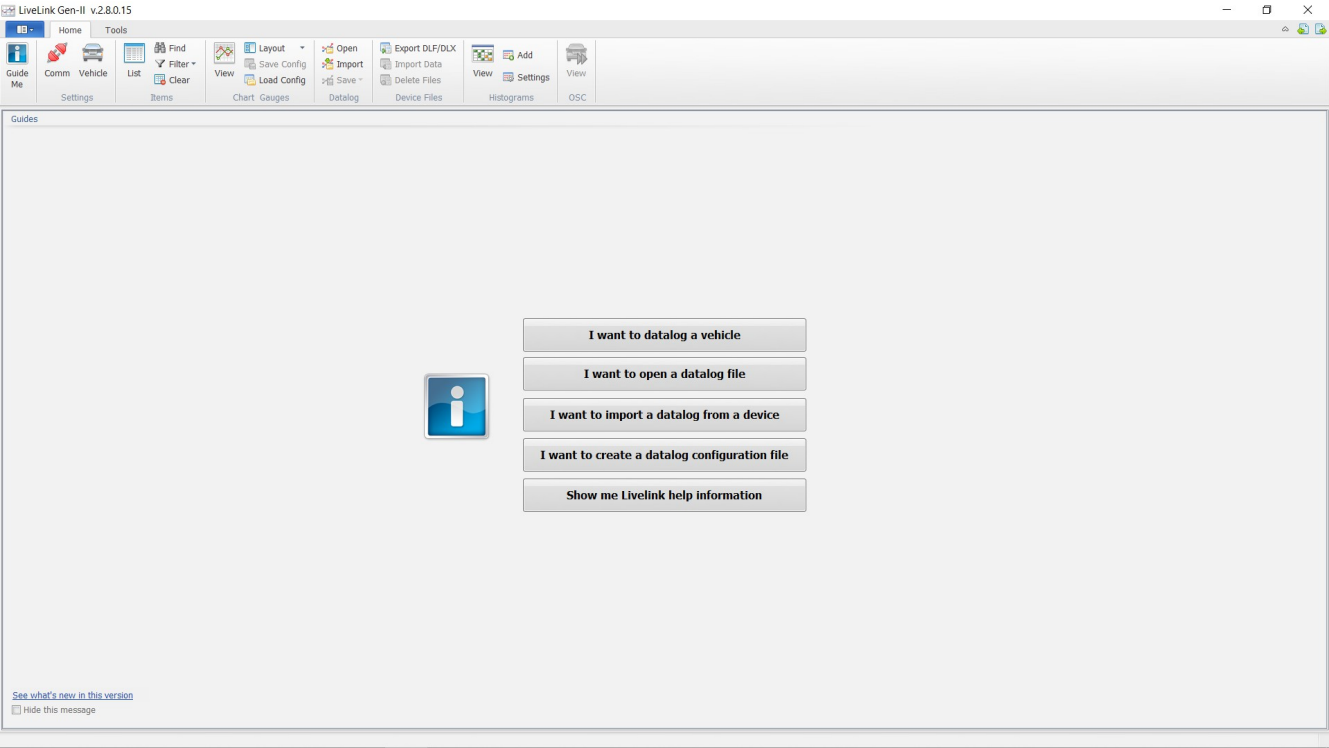 LiveLink Gen-II v.2.8.0.15
Home Tools
Guide Me
Comm Vehicle
Settings
List
Find
Filter
Clear
Items
View
Layout
Save Config
Load Config
Chart Gauges
Open
Import
Save
Datalog
Export DLF/DLX
Import Data
Delete Files
Device Files
View
Add
Settings
Histograms
View
OSC
Guides
I want to datalog a vehicle
I want to open a datalog file
I want to import a datalog from a device
I want to create a datalog configuration file
Show me Livelink help information
See what's new in this version
Hide this message